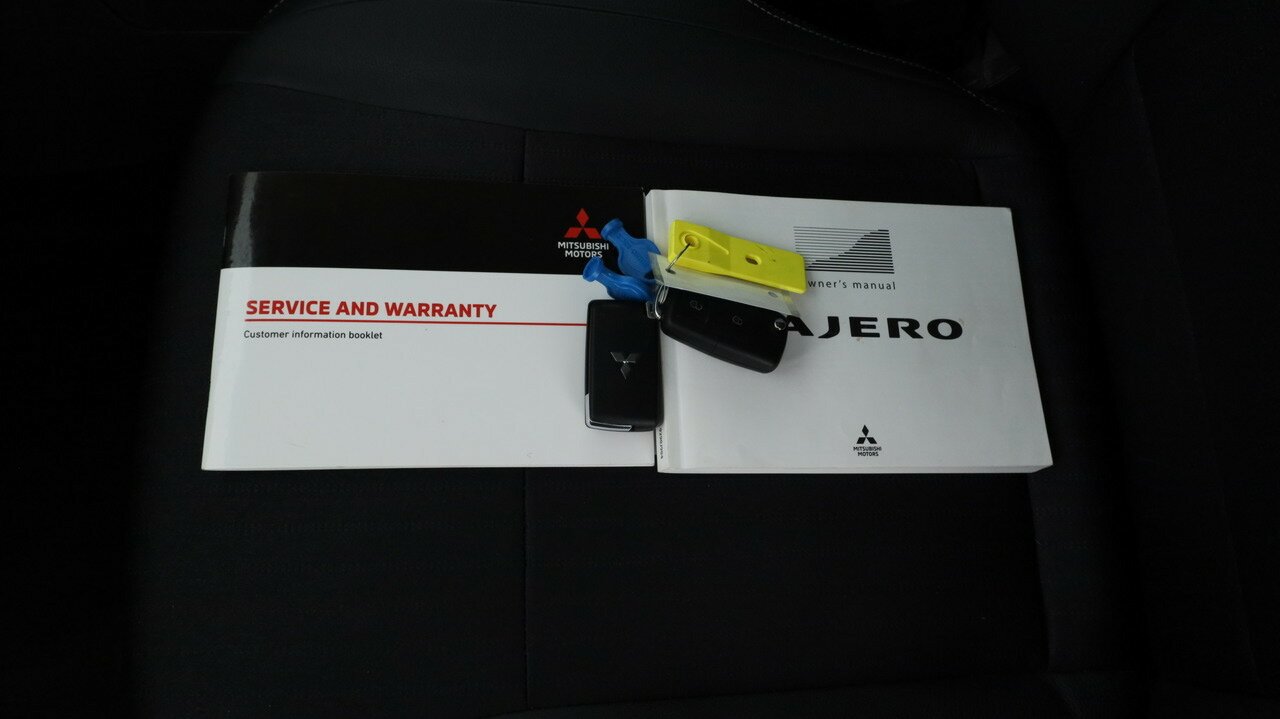 MITSUBISHI
MOTORS
SERVICE AND WARRANTY
Customer information booklet
wner's manual
AJERO
MITSUBISHI
MOTORS